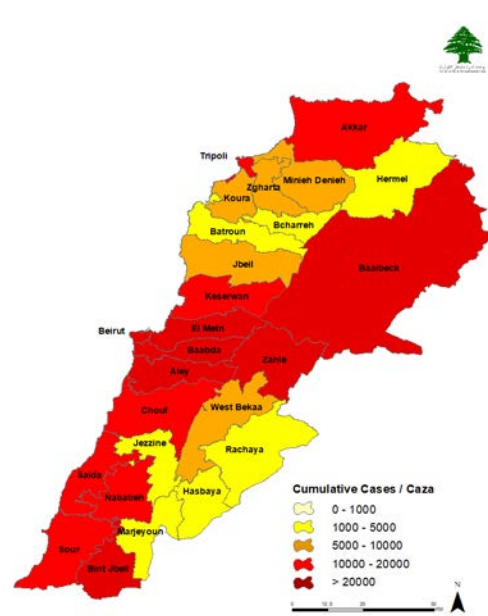 Akkar
Tripoli
Hermel
Minieh Denieh
Zgharta
Koura
Bcharreh
Batroun
Baalbeck
Jbeil
Keserwan
El Metn
Beirut
Baabda
Zahle
Aley
West Bekaa
Chouf
Jezzine
Rachaya
Saida
Hasbaya
Nabatieh
Marjeyoun
Sour
Bint Jbeil
Cumulative Cases / Caza
0 - 1000
1000 - 5000
5000 - 10000
10000 - 20000
> 20000
N